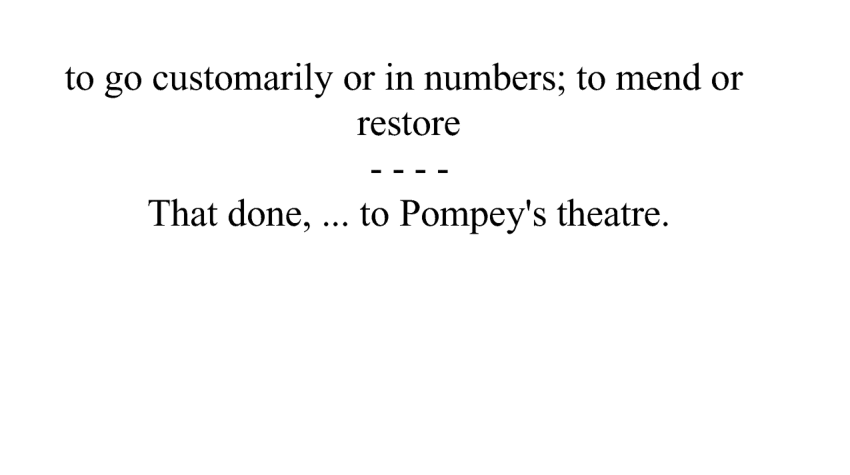 to go customarily or in numbers; to mend or
restore
- - - -
That done, ... to Pompey's theatre.